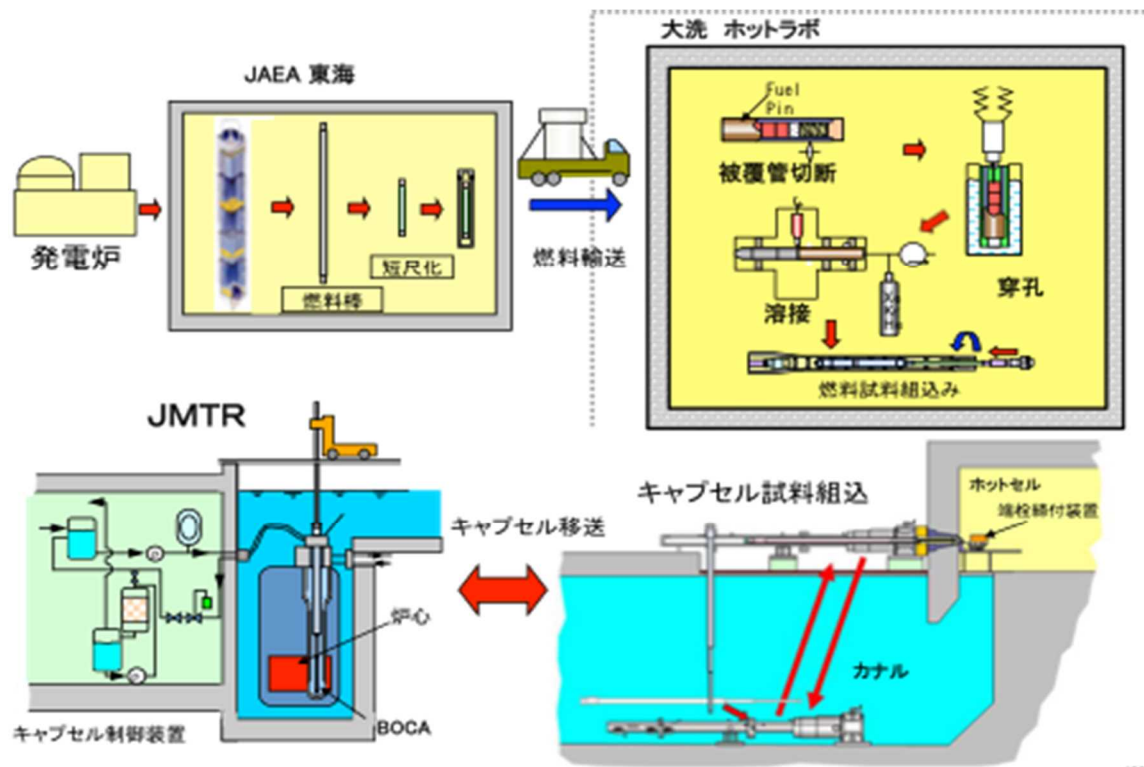 大洗 ホットラボ
JAEA 東海
発電炉
燃料棒
短尺化
燃料輸送
Fuel
Pin
被覆管切断
穿孔
溶接
燃料試料組込み
JMTR
炉心
BOCA
キャプセル制御装置
キャプセル移送
キャプセル試料組込
ホットセル
端栓締付装置
カナル